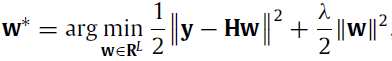 w* = arg min_{w∈R^L} 1/2 ‖y − Hw‖² + λ/2 ‖w‖²,